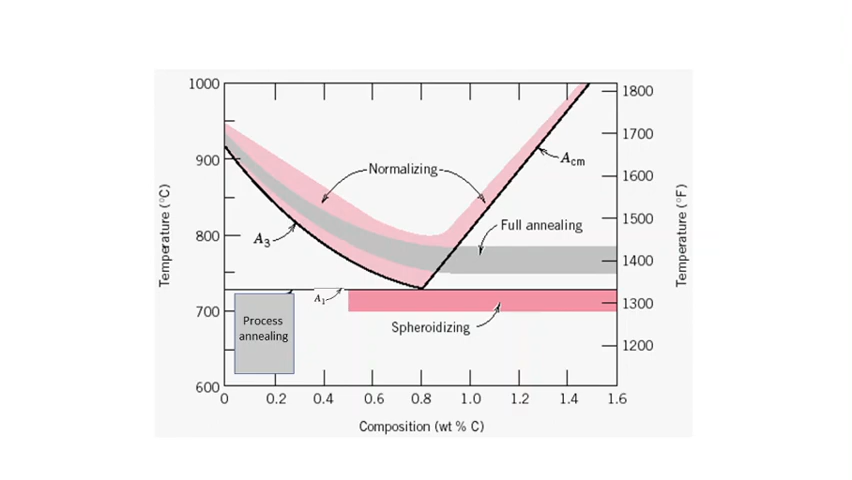 1000
900
800
700
600
Temperature (°C)
1800
1700
1600
1500
1400
1300
1200
Temperature (°F)
Normalizing
Acm
Full annealing
A3
A1
Process
annealing
Spheroidizing
0 0.2 0.4 0.6 0.8 1.0 1.2 1.4 1.6
Composition (wt % C)